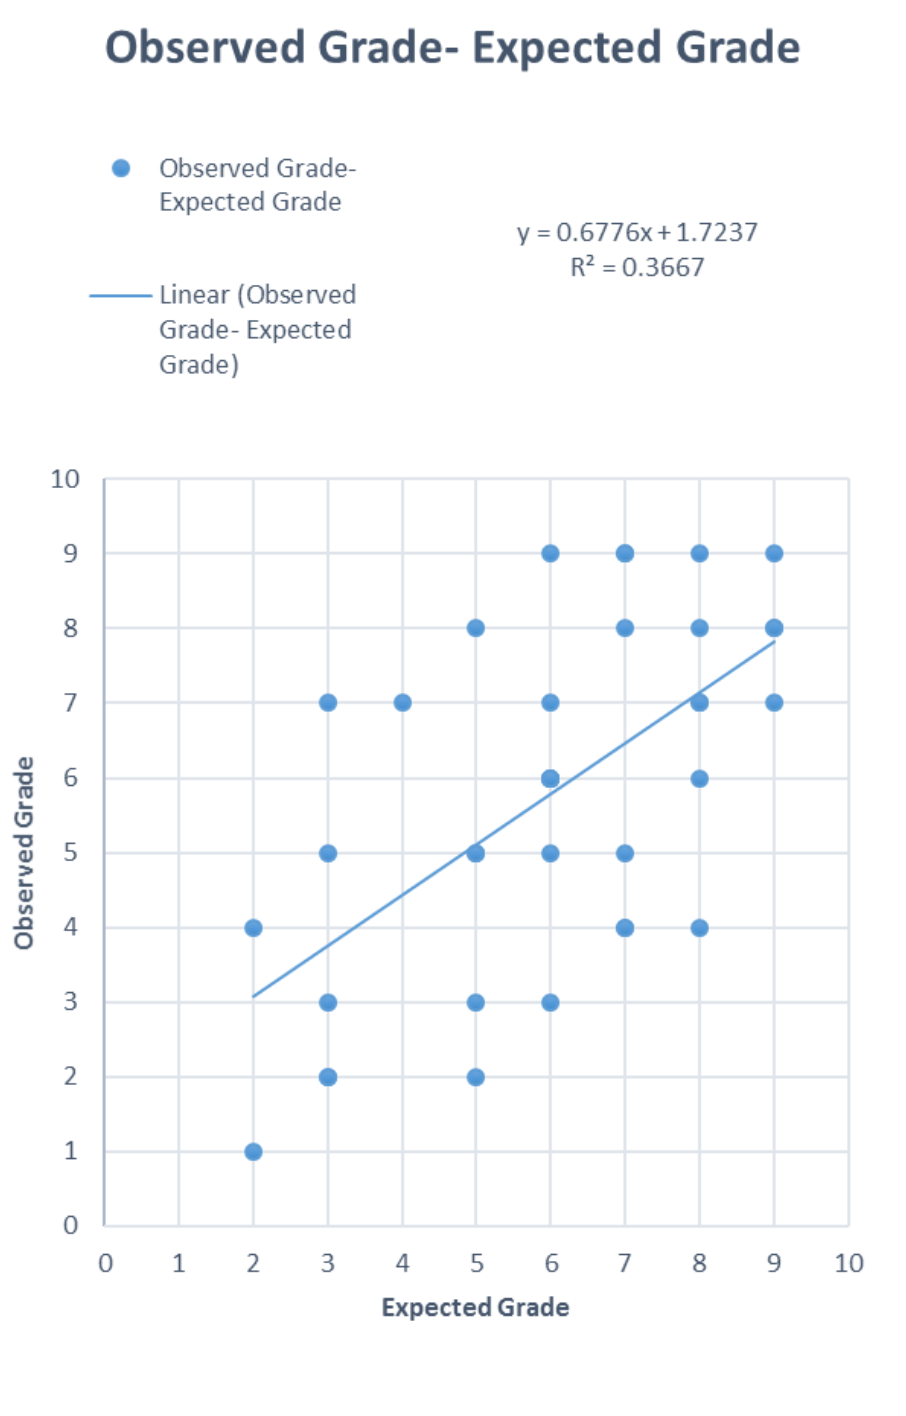 Observed Grade- Expected Grade
Observed Grade-
Expected Grade
y = 0.6776x + 1.7237
R² = 0.3667
Linear (Observed
Grade- Expected
Grade)
10
9
8
7
6
5
4
3
2
1
0
Observed Grade
0 1 2 3 4 5 6 7 8 9 10
Expected Grade